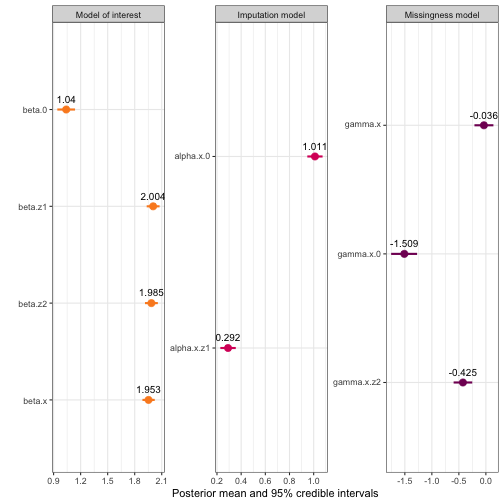 Model of interest
Imputation model
Missingness model
beta.0
1.04
beta.z1
2.004
beta.z2
1.985
beta.x
1.953
0.9 1.2 1.5 1.8 2.1
alpha.x.0
1.011
alpha.x.z1
0.292
0.2 0.4 0.6 0.8 1.0
gamma.x
-0.036
gamma.x.0
-1.509
gamma.x.z2
-0.425
-1.5 -1.0 -0.5 0.0
Posterior mean and 95% credible intervals